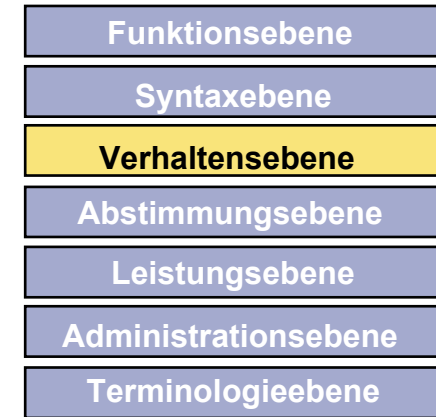 Funktionsebene
Syntaxebene
Verhaltensebene
Abstimmungsebene
Leistungsebene
Administrationsebene
Terminologieebene